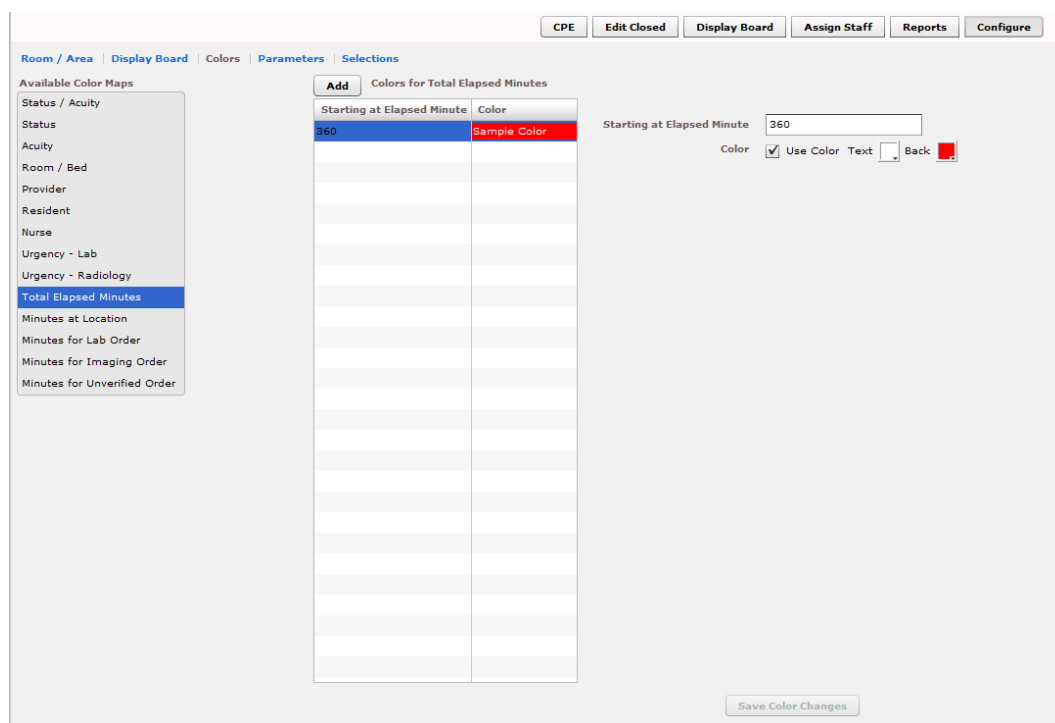 CPE Edit Closed Display Board Assign Staff Reports Configure
Room / Area | Display Board | Colors | Parameters | Selections
Available Color Maps
Status / Acuity
Status
Acuity
Room / Bed
Provider
Resident
Nurse
Urgency - Lab
Urgency - Radiology
Total Elapsed Minutes
Minutes at Location
Minutes for Lab Order
Minutes for Imaging Order
Minutes for Unverified Order
Add Colors for Total Elapsed Minutes
Starting at Elapsed Minute Color
360 Sample Color
Starting at Elapsed Minute 360
Color Use Color Text Back
Save Color Changes